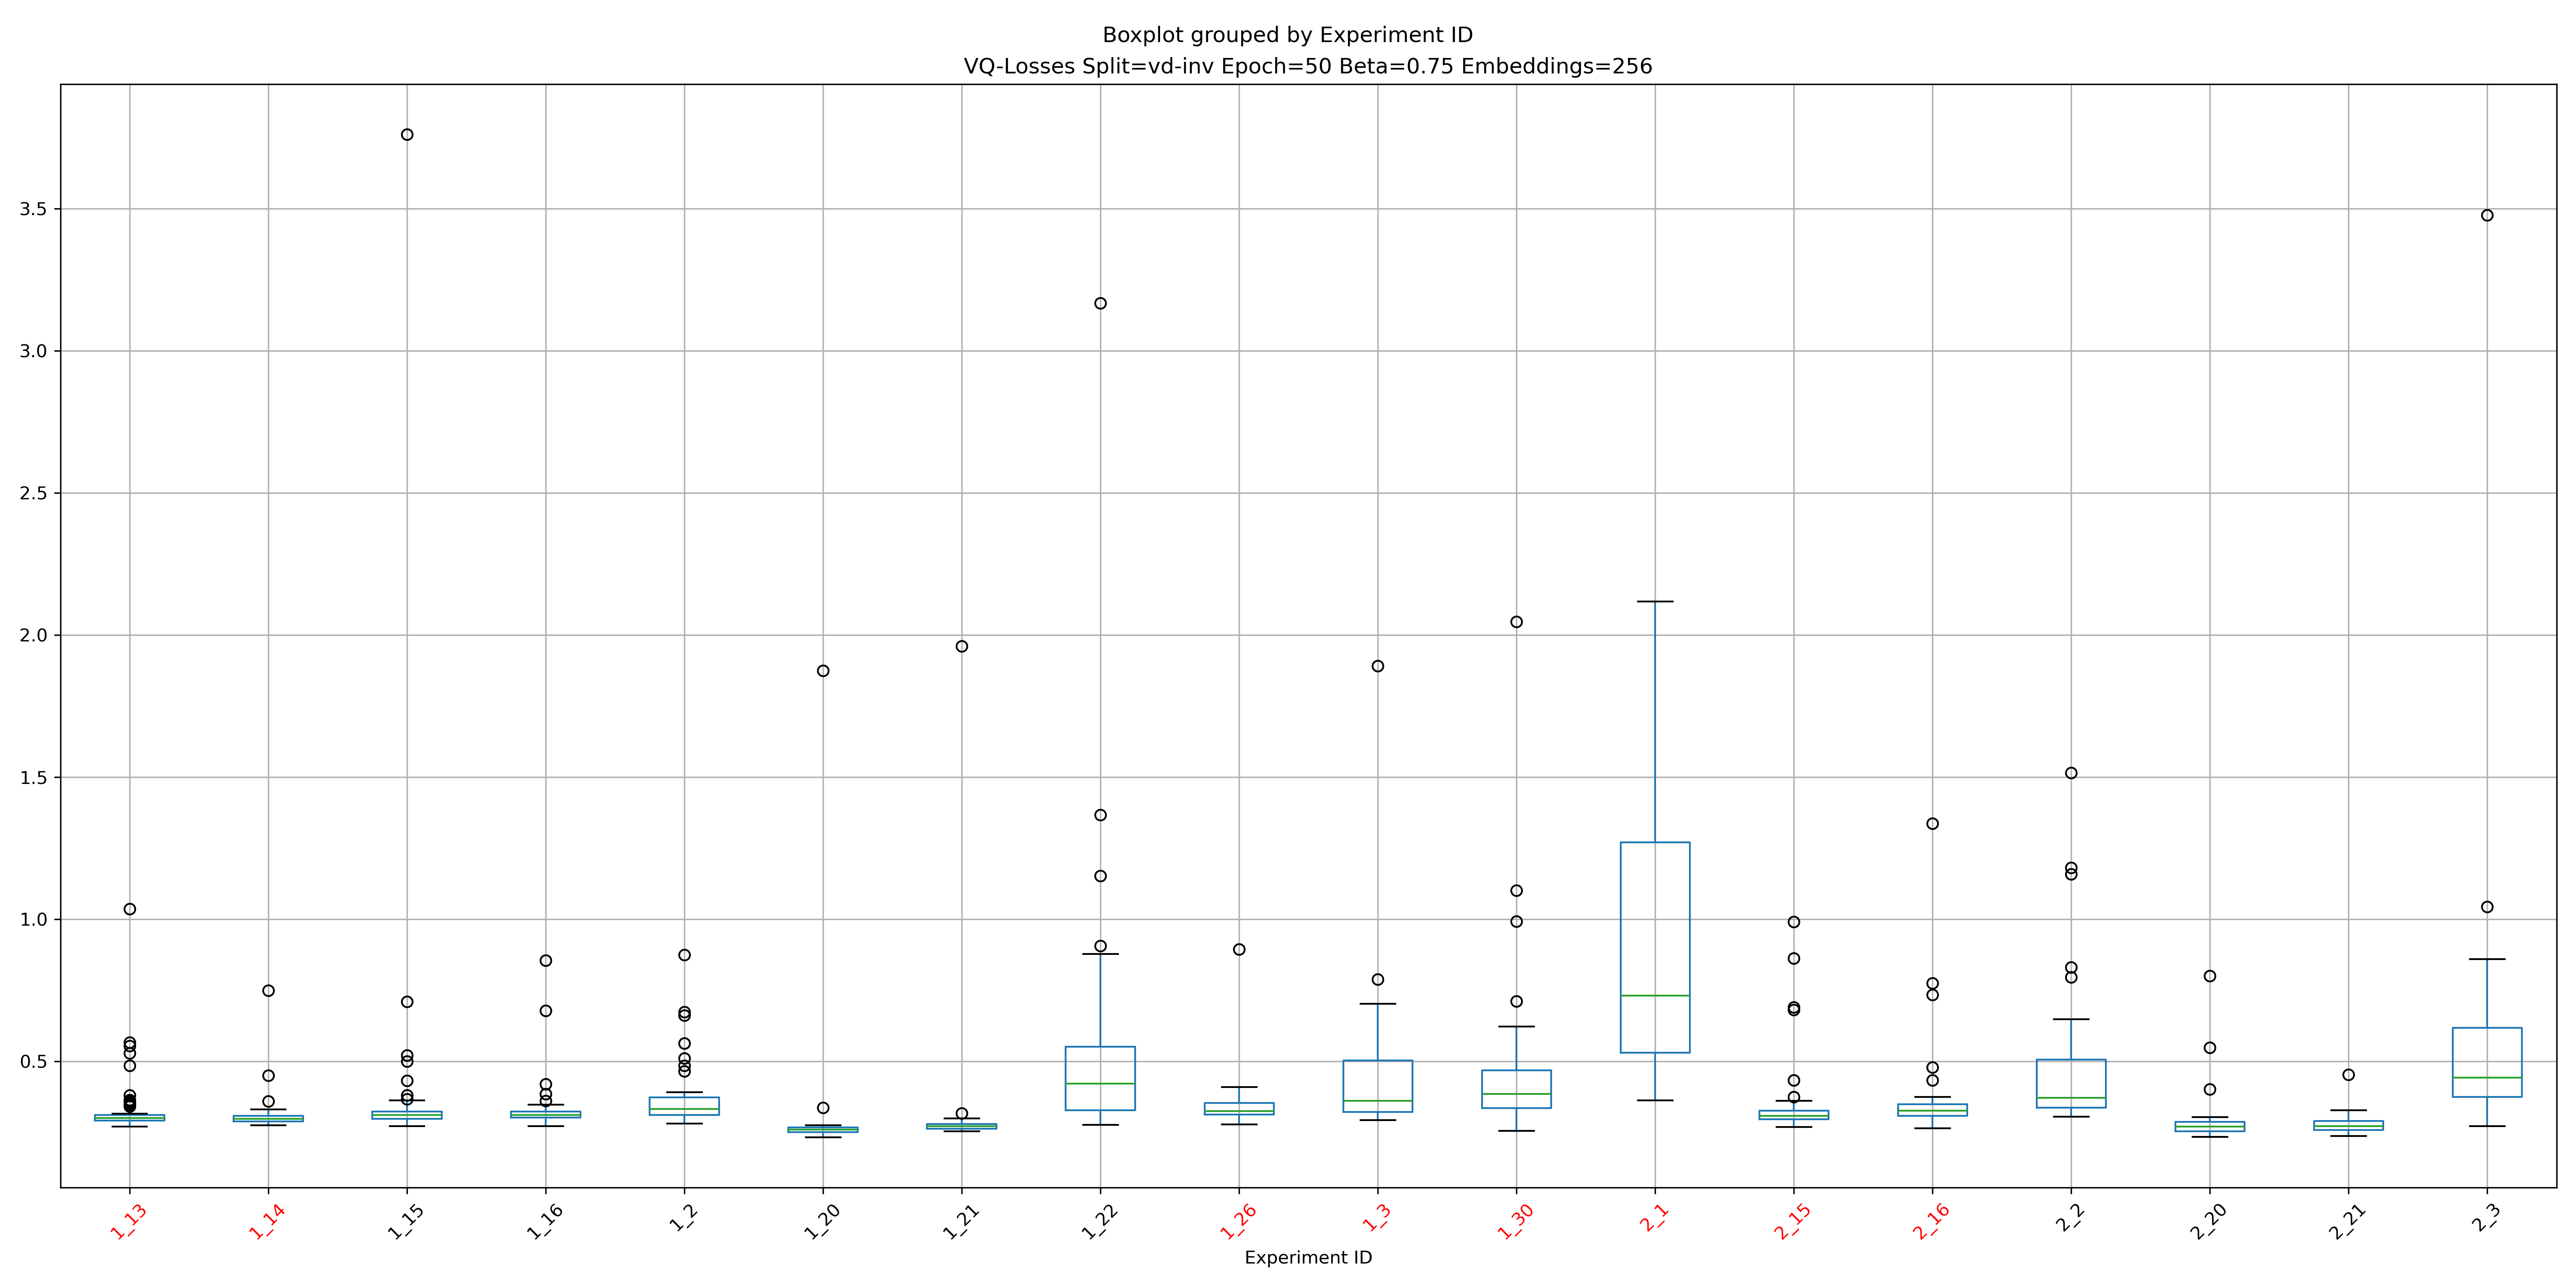 Boxplot grouped by Experiment ID
VQ-Losses Split=vd-inv Epoch=50 Beta=0.75 Embeddings=256
3.5
3.0
2.5
2.0
1.5
1.0
0.5
1_13 1_14 1_15 1_16 1_2 1_20 1_21 1_22 1_26 1_3 1_30 2_1 2_15 2_16 2_2 2_20 2_21 2_3
Experiment ID